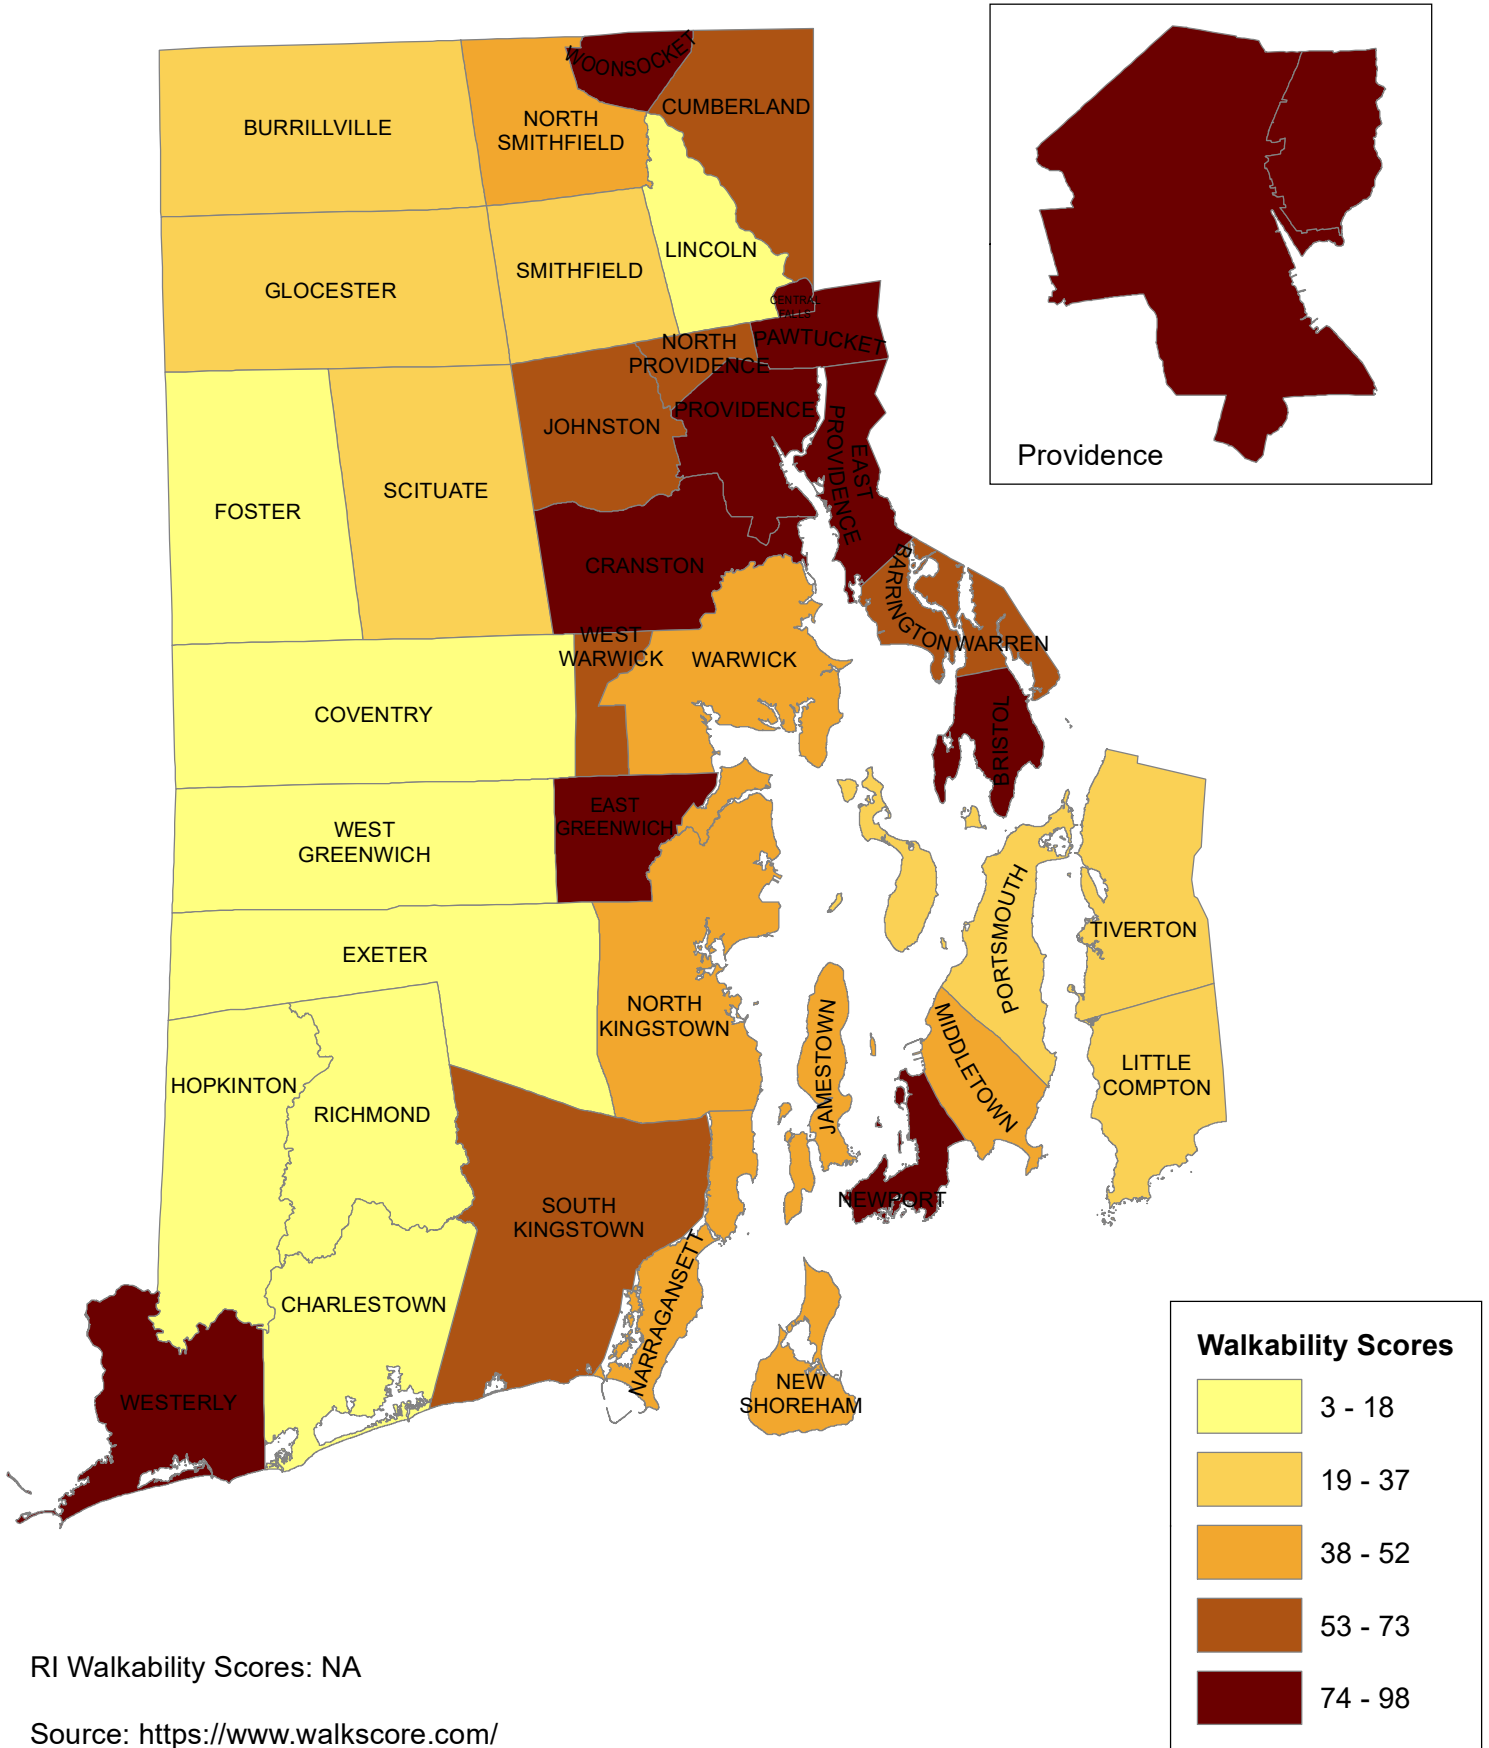 WOONSOCKET
CUMBERLAND
BURRILLVILLE
NORTH
SMITHFIELD
LINCOLN
SMITHFIELD
GLOCESTER
CENTRAL
FALLS
NORTH
PROVIDENCE
PAWTUCKET
PROVIDENCE
JOHNSTON
EAST
PROVIDENCE
Providence
SCITUATE
FOSTER
CRANSTON
BARRINGTON
WARREN
WEST
WARWICK
WARWICK
COVENTRY
BRISTOL
EAST
GREENWICH
WEST
GREENWICH
PORTSMOUTH
TIVERTON
EXETER
NORTH
KINGSTOWN
JAMESTOWN
MIDDLETOWN
LITTLE
COMPTON
HOPKINTON
RICHMOND
NEWPORT
SOUTH
KINGSTOWN
NARRAGANSETT
CHARLESTOWN
NEW
SHOREHAM
WESTERLY
Walkability Scores
3 - 18
19 - 37
38 - 52
53 - 73
74 - 98
RI Walkability Scores: NA
Source: https://www.walkscore.com/